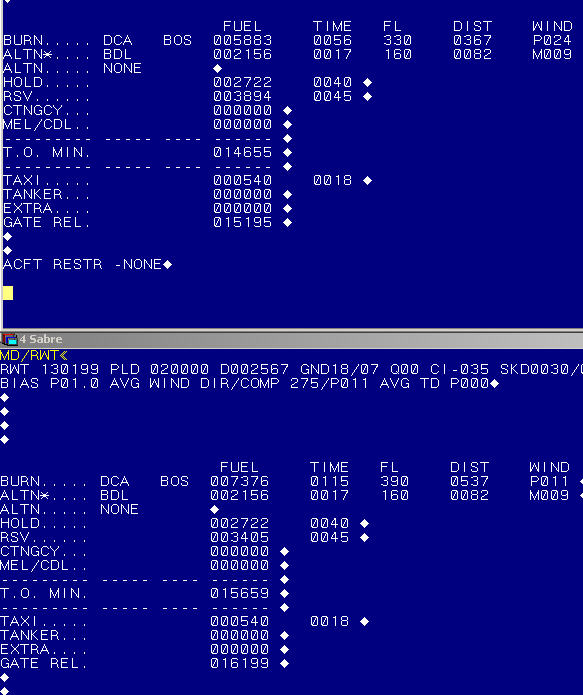 FUEL TIME FL DIST WIND
BURN..... DCA BOS 005883 0056 330 0367 P024
ALTN*.... BDL 002156 0017 160 0082 M009
ALTN..... NONE
HOLD..... 002722 0040
RSV...... 003894 0045
CTNGCY... 000000
MEL/CDL.. 000000
--------- ----- ---- ------
T.O. MIN. 014655
--------- ----- ---- ------
TAXI..... 000540 0018
TANKER... 000000
EXTRA.... 000000
GATE REL. 015195
ACFT RESTR -NONE
4 Sabre
MD/RWT«
RWT 130199 PLD 020000 D002567 GND18/07 Q00 CI-035 SKD0030/
BIAS P01.0 AVG WIND DIR/COMP 275/P011 AVG TD P000
FUEL TIME FL DIST WIND
BURN..... DCA BOS 007376 0115 390 0537 P011
ALTN*.... BDL 002156 0017 160 0082 M009
ALTN..... NONE
HOLD..... 002722 0040
RSV...... 003405 0045
CTNGCY... 000000
MEL/CDL.. 000000
--------- ----- ---- ------
T.O. MIN. 015659
--------- ----- ---- ------
TAXI..... 000540 0018
TANKER... 000000
EXTRA.... 000000
GATE REL. 016199